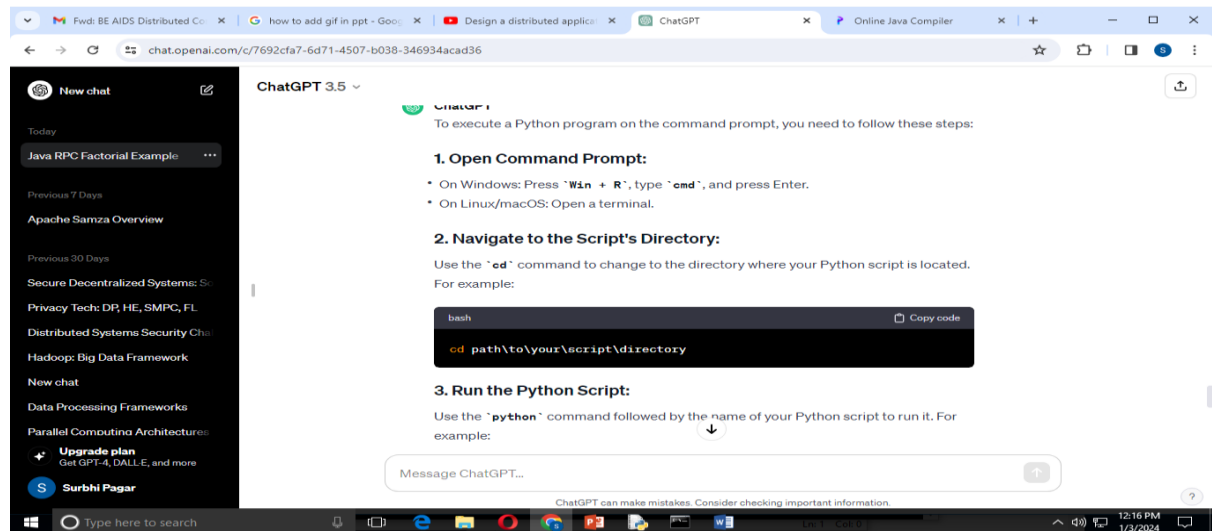 Fwd: BE AIDS Distributed Co
how to add gif in ppt - Goog
Design a distributed applicat
ChatGPT
Online Java Compiler
chat.openai.com/c/7692cfa7-6d71-4507-b038-346934acad36
S
New chat
ChatGPT 3.5
ChatGPT
To execute a Python program on the command prompt, you need to follow these steps:
Today
Java RPC Factorial Example
1. Open Command Prompt:
• On Windows: Press `Win + R`, type `cmd`, and press Enter.
• On Linux/macOS: Open a terminal.
Previous 7 Days
Apache Samza Overview
2. Navigate to the Script's Directory:
Use the `cd` command to change to the directory where your Python script is located.
For example:
Previous 30 Days
Secure Decentralized Systems: Sc
Privacy Tech: DP, HE, SMPC, FL
Distributed Systems Security Cha
Hadoop: Big Data Framework
New chat
Data Processing Frameworks
Parallel Computing Architectures
bash
Copy code
cd path\to\your\script\directory
3. Run the Python Script:
Use the `python` command followed by the name of your Python script to run it. For
example:
Upgrade plan
Get GPT-4, DALL·E, and more
S
Surbhi Pagar
Message ChatGPT...
ChatGPT can make mistakes. Consider checking important information.
?
Type here to search
12:16 PM
1/3/2024